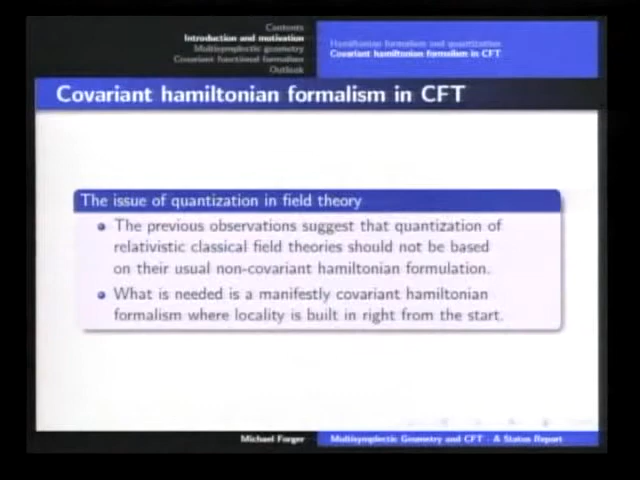 Contents
Introduction and motivation
Multisymplectic geometry
Covariant functional formalism
Outlook
Hamiltonian formalism and quantization
Covariant hamiltonian formalism in CFT
Covariant hamiltonian formalism in CFT
The issue of quantization in field theory
The previous observations suggest that quantization of
relativistic classical field theories should not be based
on their usual non-covariant hamiltonian formulation.
What is needed is a manifestly covariant hamiltonian
formalism where locality is built in right from the start.
Michael Forger
Multisymplectic Geometry and CFT - A Status Report